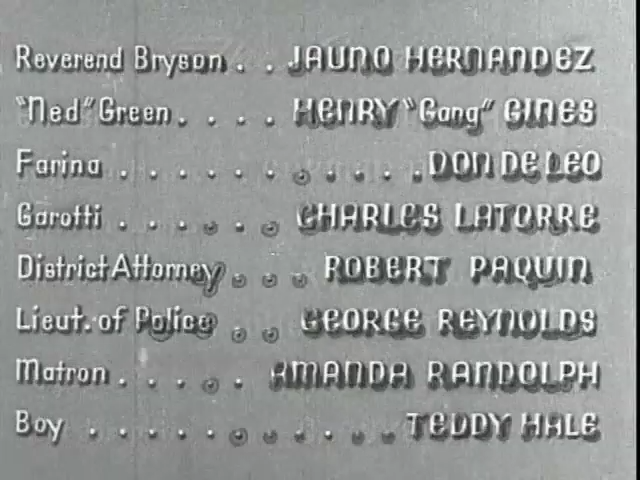 Reverend Bryson . . JAUNO HERNANDEZ
"Ned" Green . . . . HENRY "Gang" GINES
Farina . . . . . . . . . . . . DON DE LEO
Garotti . . . . . . CHARLES LATORRE
District Attorney . . . ROBERT PAQUIN
Lieut. of Police . . GEORGE REYNOLDS
Matron . . . . . AMANDA RANDOLPH
Boy . . . . . . . . . . . TEDDY HALE